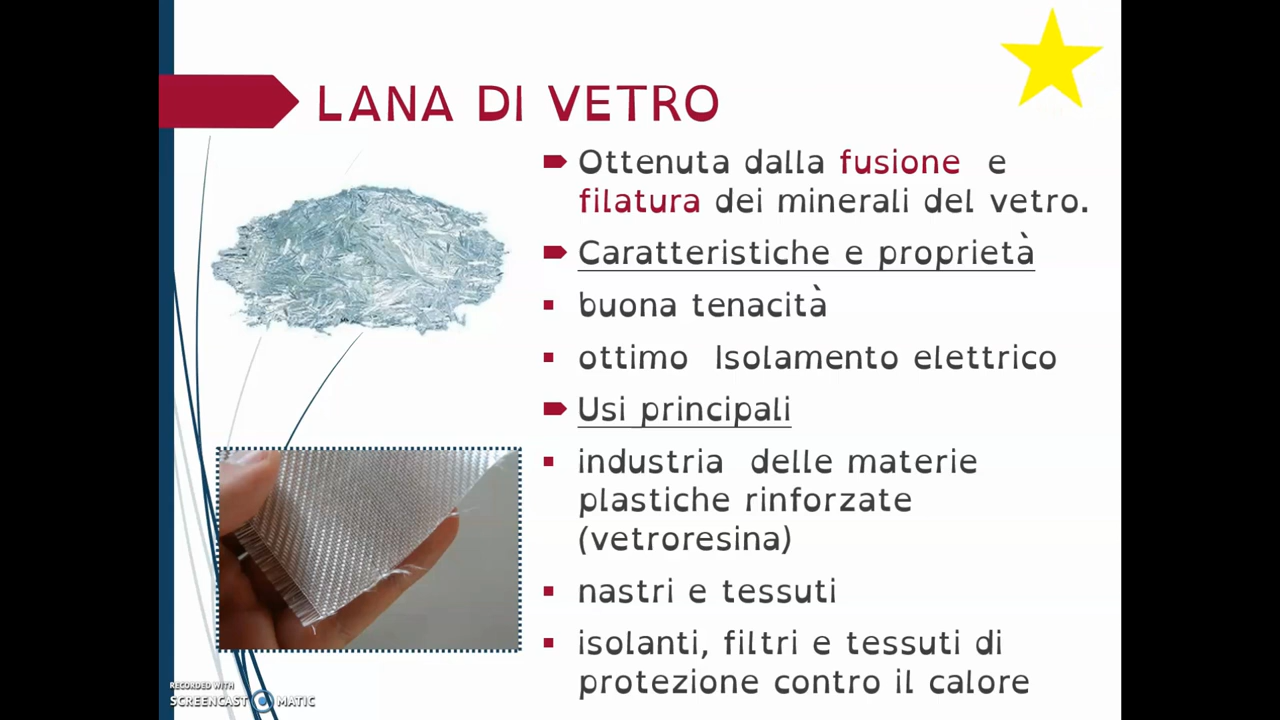 LANA DI VETRO
Ottenuta dalla fusione e
filatura dei minerali del vetro.
Caratteristiche e proprietà
buona tenacità
ottimo Isolamento elettrico
Usi principali
industria delle materie
plastiche rinforzate
(vetroresina)
nastri e tessuti
isolanti, filtri e tessuti di
protezione contro il calore
RECORDED WITH
SCREENCAST MATIC